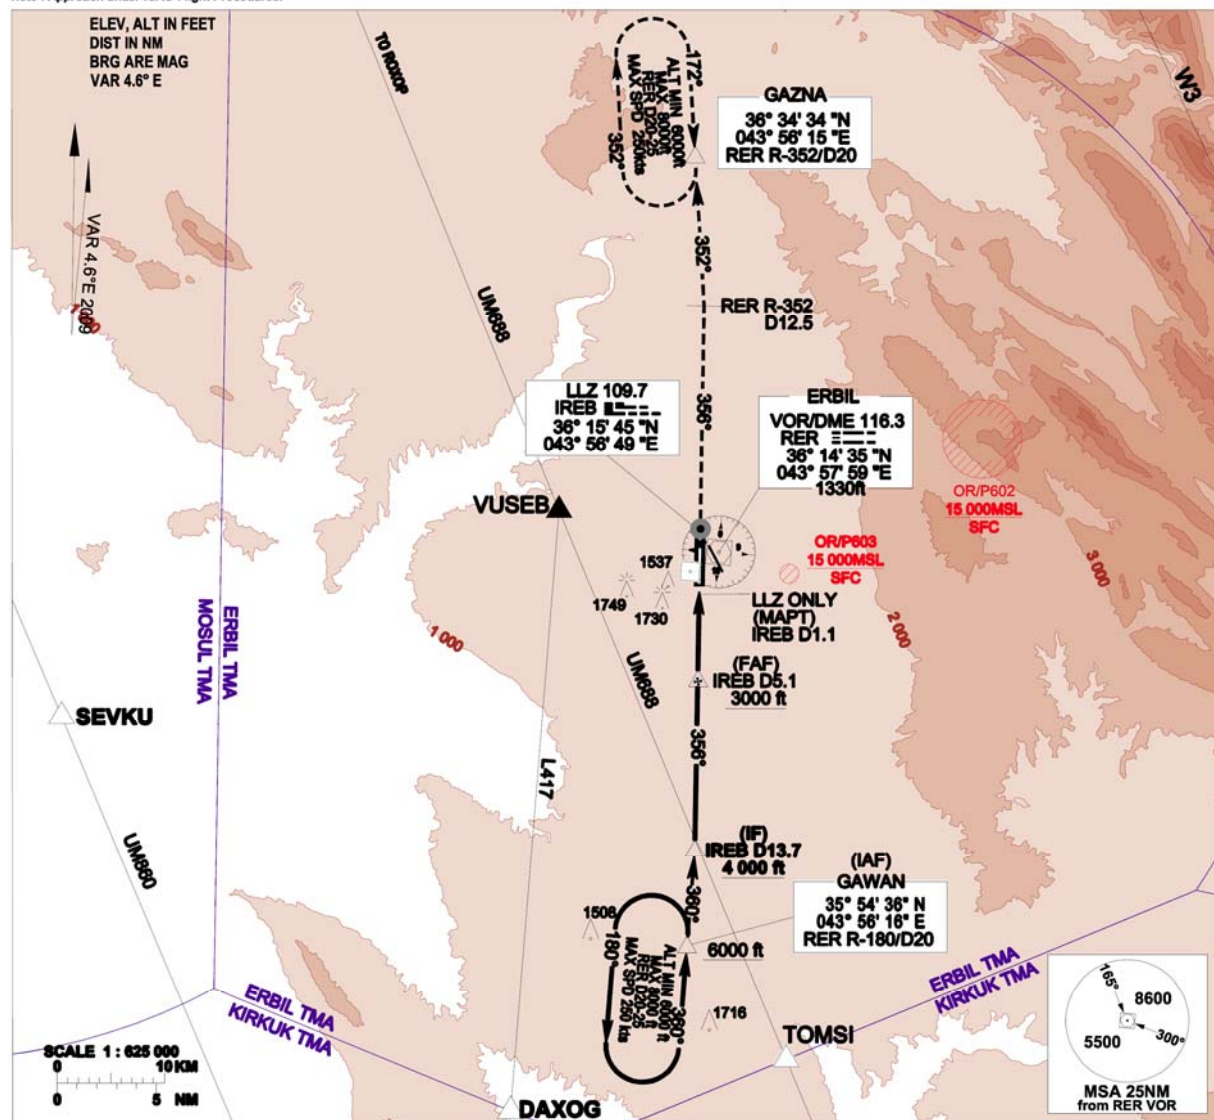 ELEV, ALT IN FEET
DIST IN NM
BRG ARE MAG
VAR 4.6° E
VAR 4.6°E 2009
1 000
TO ROXOP
W3
172°
ALT MIN 6000ft
MAX 8000ft
RER D20-25
MAX SPD 260kts
352°
GAZNA
36° 34' 34 "N
043° 56' 15 "E
RER R-352/D20
352°
UM688
RER R-352
D12.5
356°
LLZ 109.7
IREB
36° 15' 45 "N
043° 56' 49 "E
ERBIL
VOR/DME 116.3
RER
36° 14' 35 "N
043° 57' 59 "E
1330ft
OR/P602
15 000MSL
SFC
VUSEB
OR/P603
15 000MSL
SFC
3 000
1537
1749
1730
LLZ ONLY
(MAPT)
IREB D1.1
2 000
1 000
ERBIL TMA
MOSUL TMA
UM688
(FAF)
IREB D5.1
3000 ft
SEVKU
356°
L417
UM860
(IF)
IREB D13.7
4 000 ft
(IAF)
GAWAN
35° 54' 36" N
043° 56' 16" E
RER R-180/D20
360°
1508
180°
ALT MIN 6000 ft
MAX 8000 ft
RER D20-25
MAX SPD 260 kts
360°
6000 ft
1716
ERBIL TMA
KIRKUK TMA
ERBIL TMA
KIRKUK TMA
TOMSI
DAXOG
SCALE 1 : 625 000
0 10 KM
0 5 NM
165°
8600
5500
300°
MSA 25NM
from RER VOR